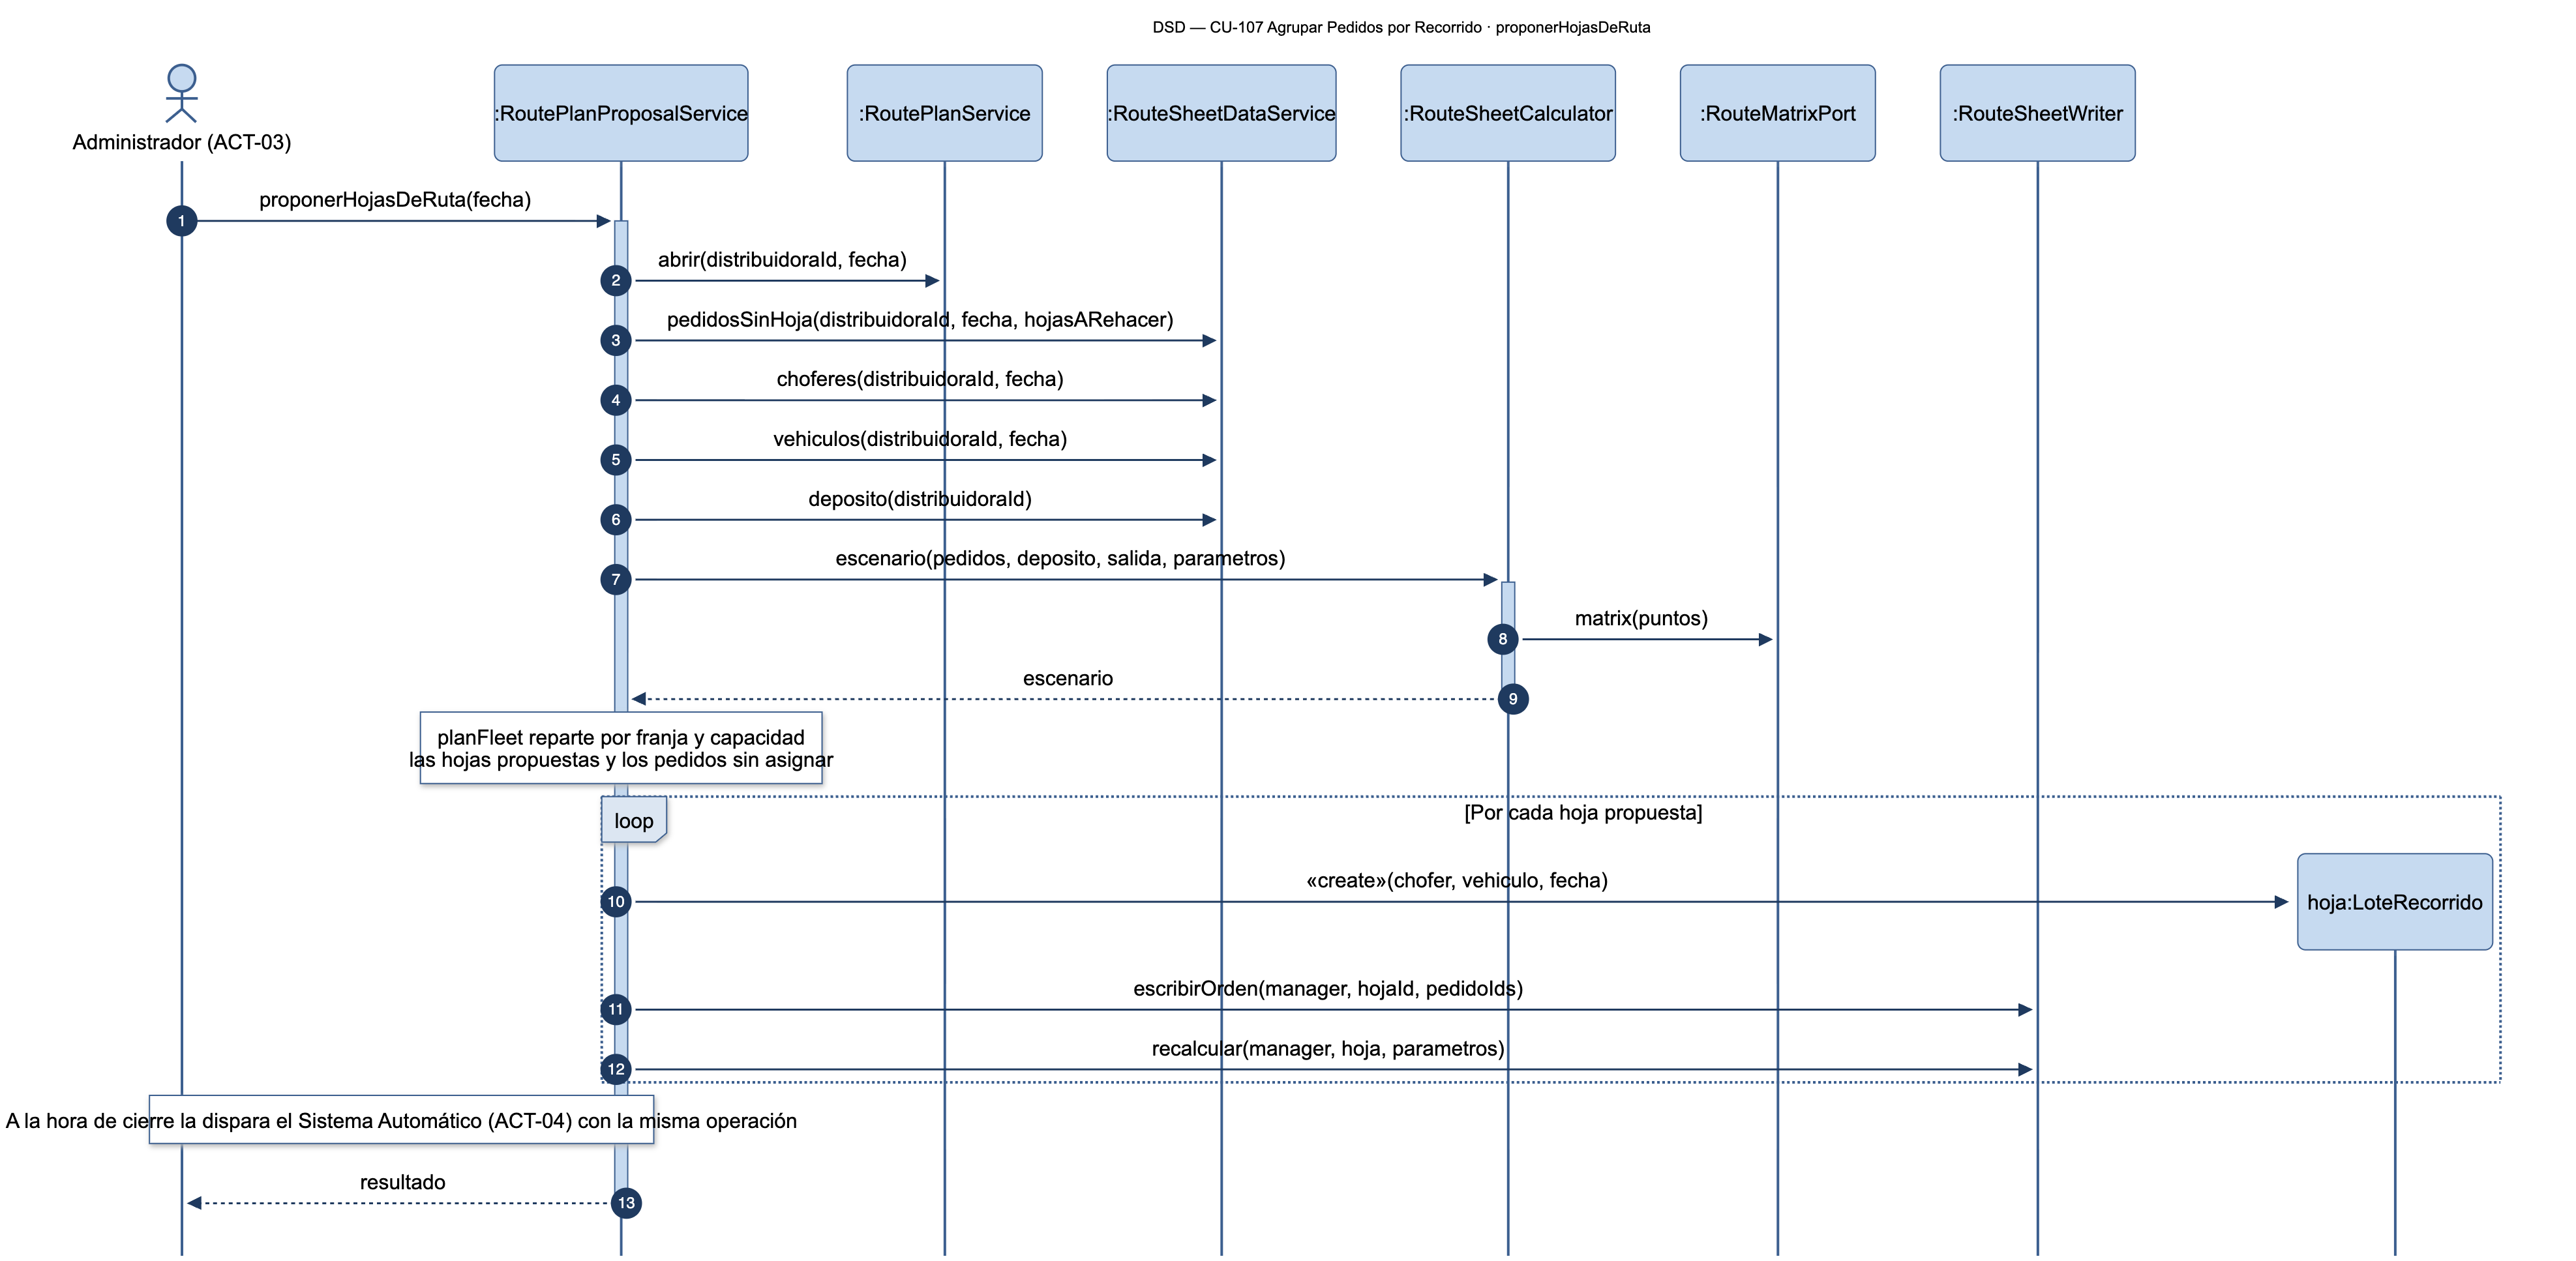 DSD — CU-107 Agrupar Pedidos por Recorrido · proponerHojasDeRuta
Administrador (ACT-03)
:RoutePlanProposalService
:RoutePlanService
:RouteSheetDataService
:RouteSheetCalculator
:RouteMatrixPort
:RouteSheetWriter
proponerHojasDeRuta(fecha)
1
abrir(distribuidoraId, fecha)
2
pedidosSinHoja(distribuidoraId, fecha, hojasARehacer)
3
choferes(distribuidoraId, fecha)
4
vehiculos(distribuidoraId, fecha)
5
deposito(distribuidoraId)
6
escenario(pedidos, deposito, salida, parametros)
7
matrix(puntos)
8
escenario
9
planFleet reparte por franja y capacidad
las hojas propuestas y los pedidos sin asignar
loop
[Por cada hoja propuesta]
«create»(chofer, vehiculo, fecha)
10
hoja:LoteRecorrido
escribirOrden(manager, hojaId, pedidoIds)
11
recalcular(manager, hoja, parametros)
12
A la hora de cierre la dispara el Sistema Automático (ACT-04) con la misma operación
resultado
13